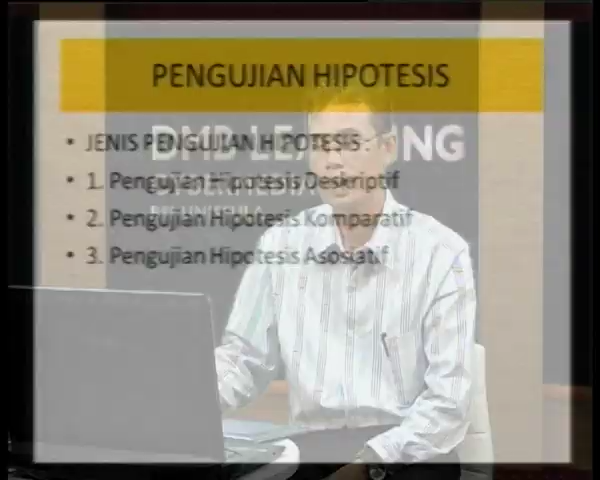 PENGUJIAN HIPOTESIS
• JENIS PENGUJIAN HIPOTESIS :
• 1. Pengujian Hipotesis Deskriptif
• 2. Pengujian Hipotesis Komparatif
• 3. Pengujian Hipotesis Asosiatif